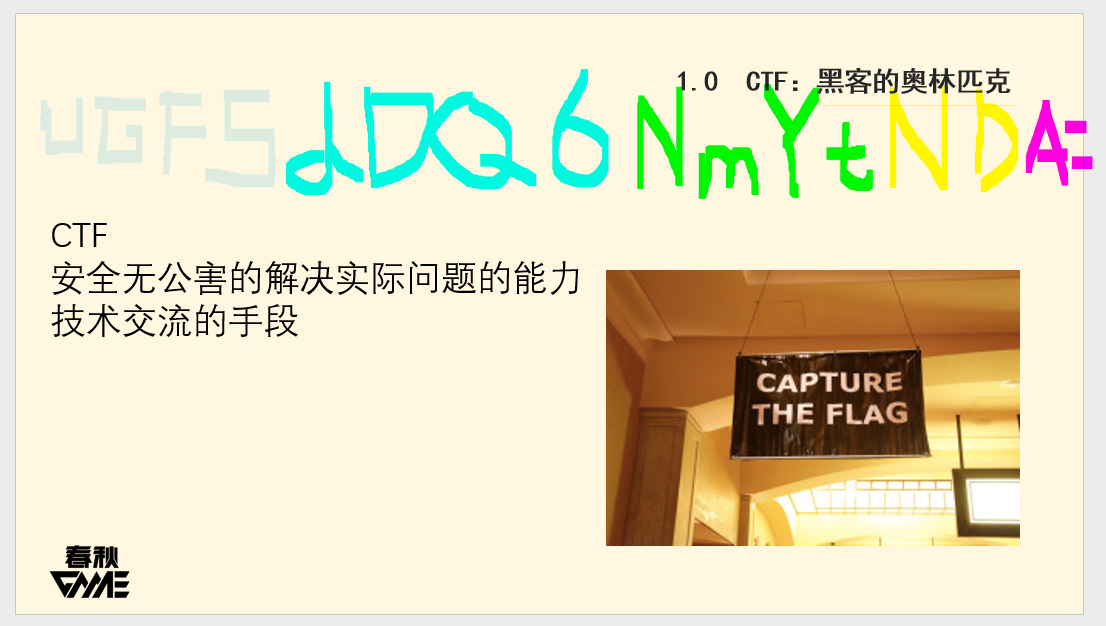 1.0 CTF：黑客的奥林匹克
UGFSdDQ6NmYtNDA=
CTF
安全无公害的解决实际问题的能力
技术交流的手段
CAPTURE
THE FLAG
春秋
GAME